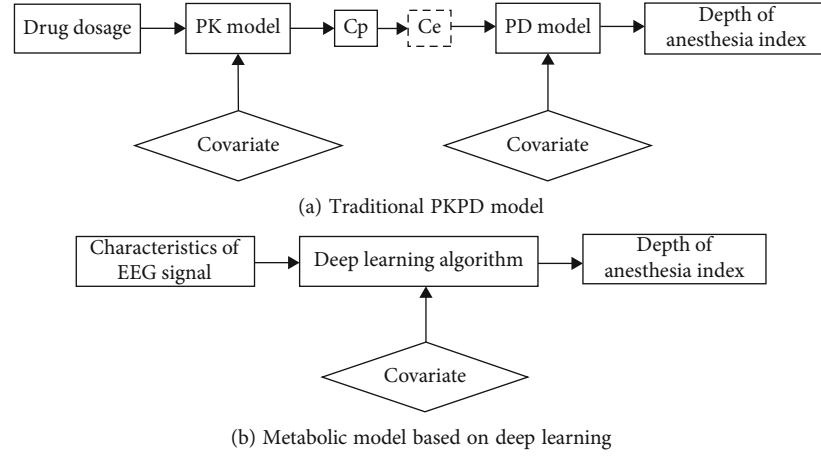 Drug dosage
PK model
Cp
Ce
PD model
Depth of
anesthesia index
Covariate
Covariate
(a) Traditional PKPD model
Characteristics of
EEG signal
Deep learning algorithm
Depth of
anesthesia index
Covariate
(b) Metabolic model based on deep learning